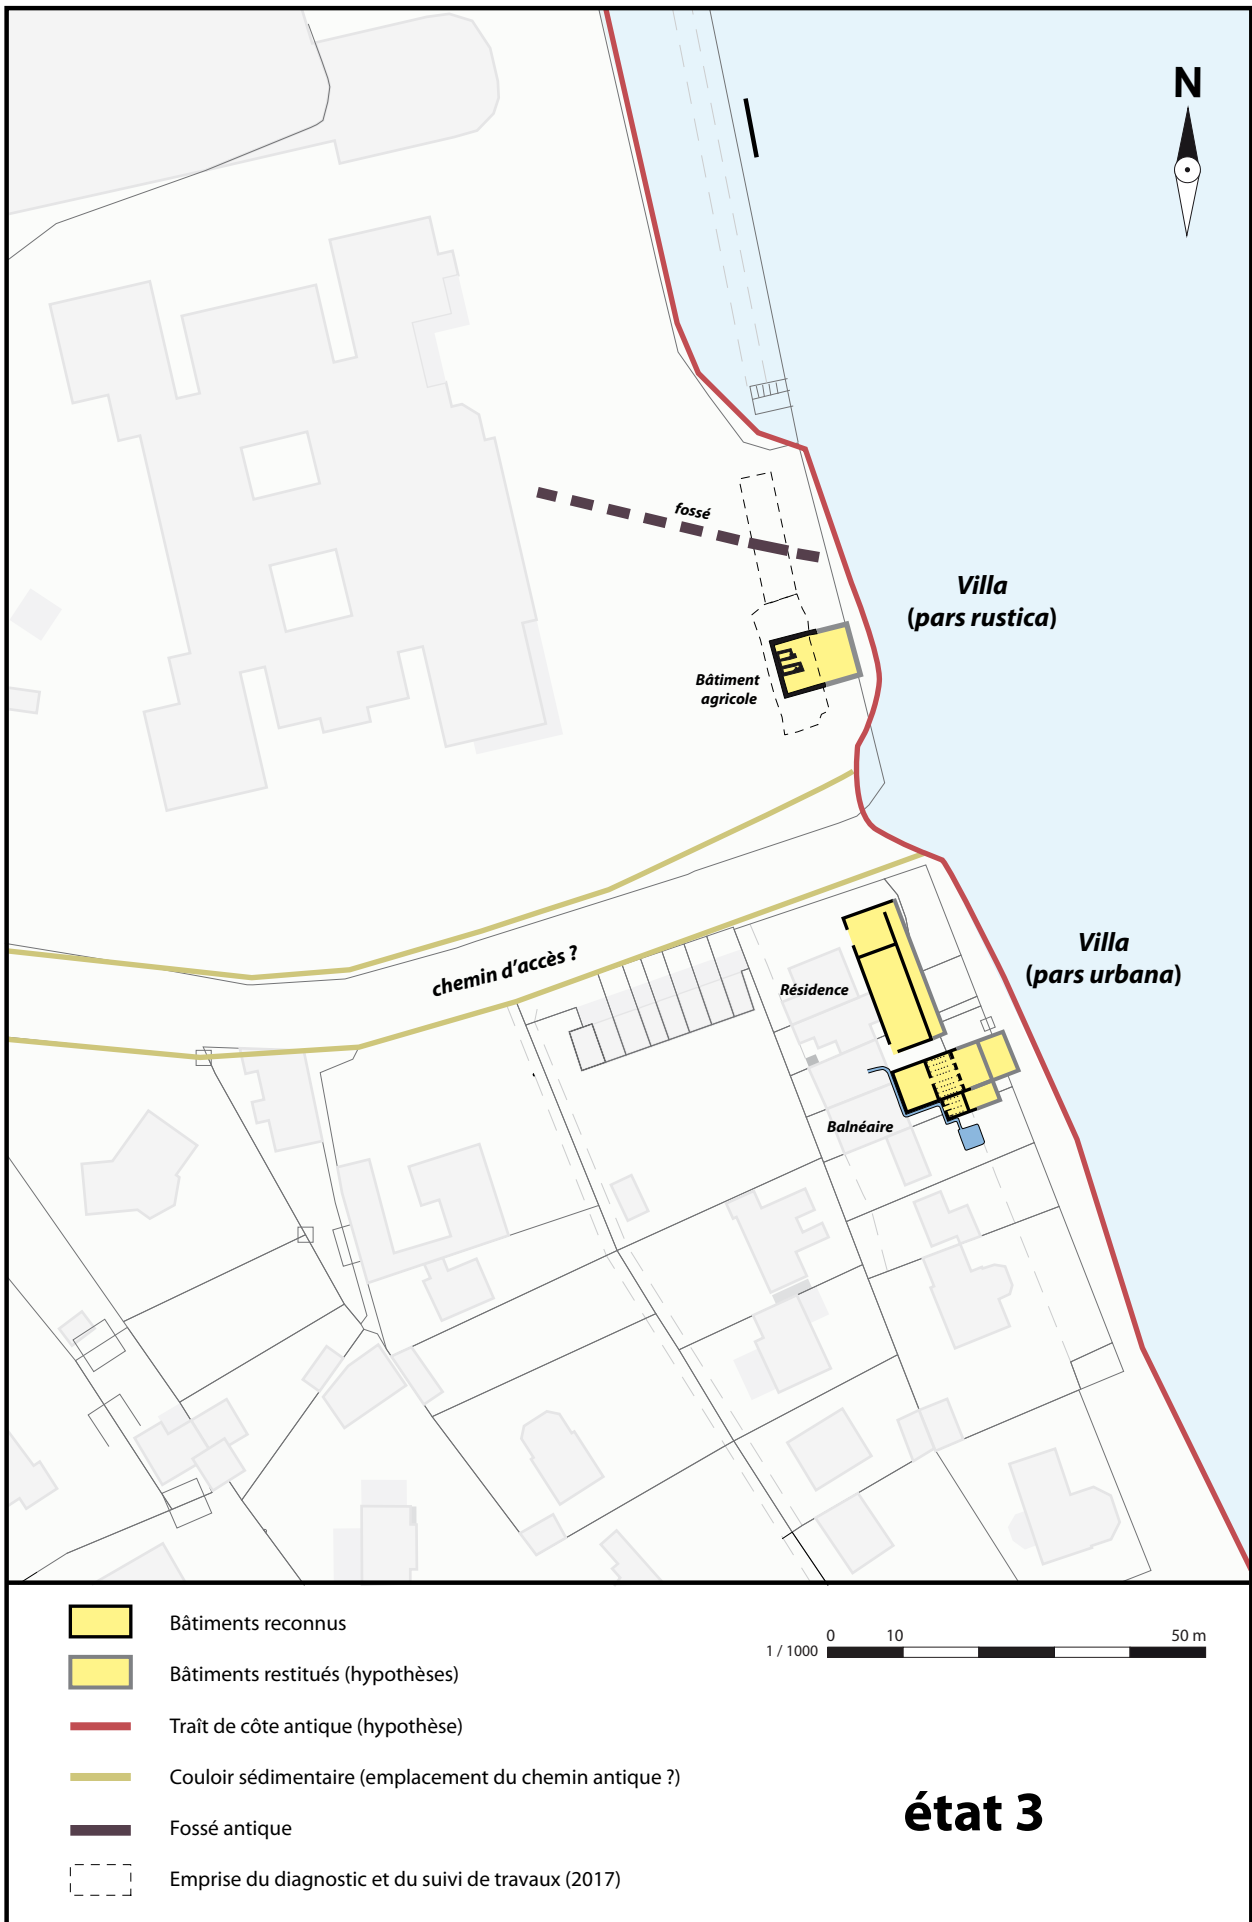 N
fossé
Villa
(pars rustica)
Bâtiment
agricole
Villa
(pars urbana)
chemin d'accès ?
Résidence
Balnéaire
Bâtiments reconnus
Bâtiments restitués (hypothèses)
Traît de côte antique (hypothèse)
Couloir sédimentaire (emplacement du chemin antique ?)
Fossé antique
Emprise du diagnostic et du suivi de travaux (2017)
0 10 50 m
1 / 1000
état 3